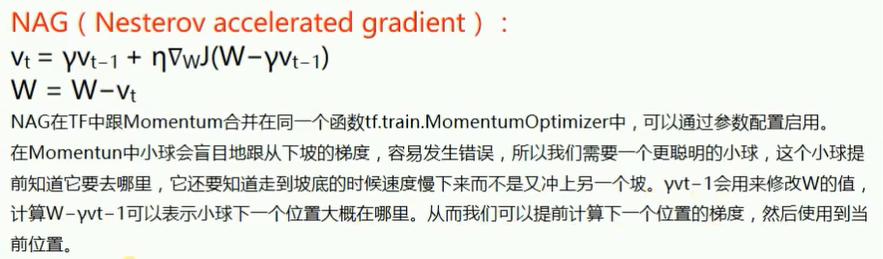 NAG（Nesterov accelerated gradient）：
vₜ = γvₜ₋₁ + η∇wJ(W−γvₜ₋₁)
W = W−vₜ
NAG在TF中跟Momentum合并在同一个函数tf.train.MomentumOptimizer中，可以通过参数配置启用。
在Momentun中小球会盲目地跟从下坡的梯度，容易发生错误，所以我们需要一个更聪明的小球，这个小球提
前知道它要去哪里，它还要知道走到坡底的时候速度慢下来而不是又冲上另一个坡。γvt−1会用来修改W的值，
计算W−γvt−1可以表示小球下一个位置大概在哪里。从而我们可以提前计算下一个位置的梯度，然后使用到当
前位置。